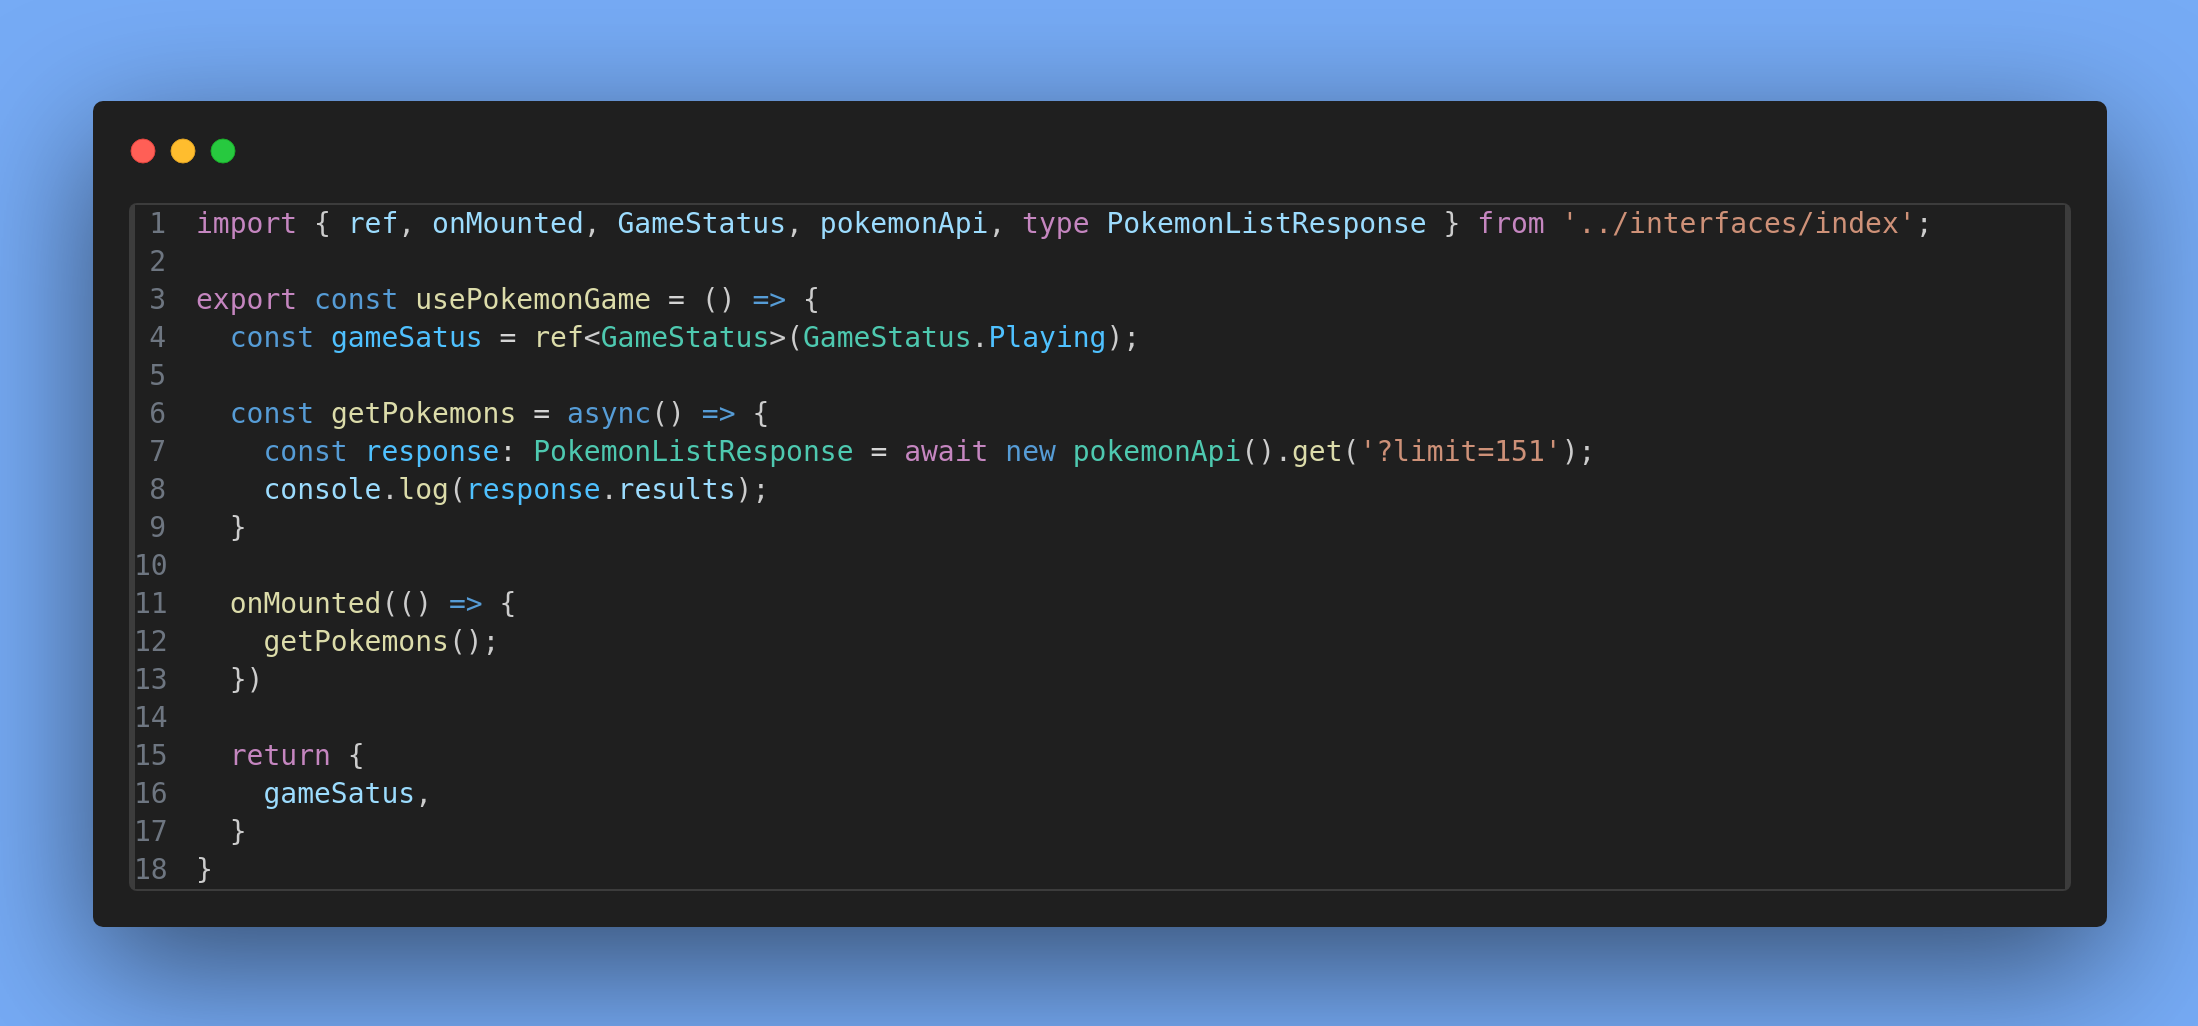 1 import { ref, onMounted, GameStatus, pokemonApi, type PokemonListResponse } from '../interfaces/index';
2
3 export const usePokemonGame = () => {
4   const gameSatus = ref<GameStatus>(GameStatus.Playing);
5
6   const getPokemons = async() => {
7     const response: PokemonListResponse = await new pokemonApi().get('?limit=151');
8     console.log(response.results);
9   }
10
11   onMounted(() => {
12     getPokemons();
13   })
14
15   return {
16     gameSatus,
17   }
18 }